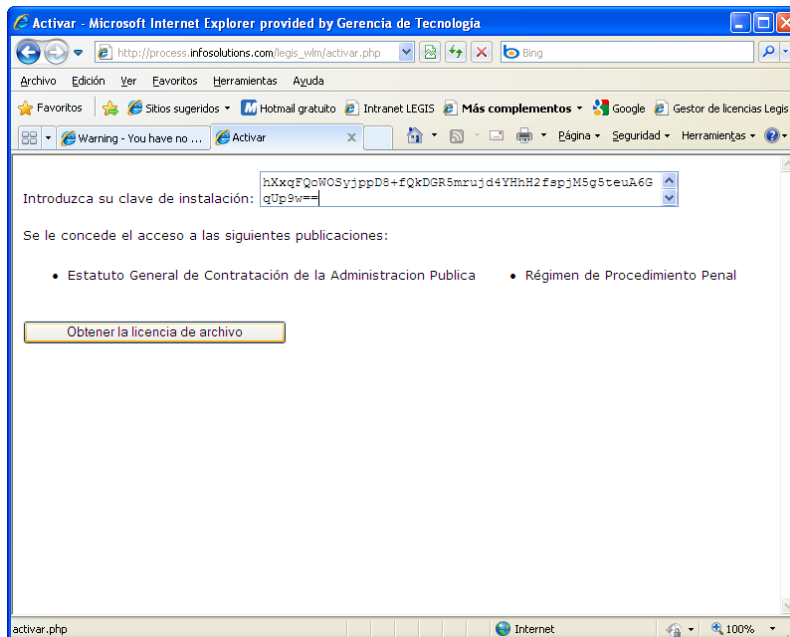 Activar - Microsoft Internet Explorer provided by Gerencia de Tecnología
http://process.infosolutions.com/legis_wlm/activar.php
Bing
Archivo Edición Ver Favoritos Herramientas Ayuda
Favoritos Sitios sugeridos Hotmail gratuito Intranet LEGIS Más complementos Google Gestor de licencias Legis
Warning - You have no ... Activar X Página Seguridad Herramientas
Introduzca su clave de instalación: hXxqFQoWOSyjppD8+fQkDGR5mrujd4YHhH2fspjM5g5teuA6G
qUp9w==
Se le concede el acceso a las siguientes publicaciones:
• Estatuto General de Contratación de la Administracion Publica • Régimen de Procedimiento Penal
Obtener la licencia de archivo
activar.php Internet 100%